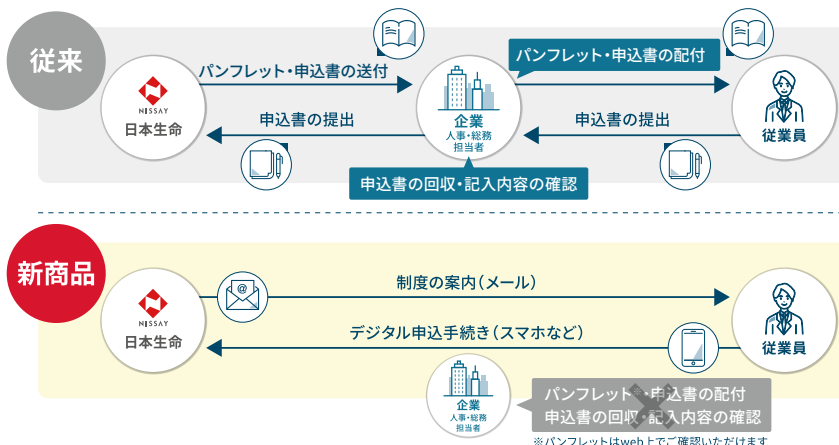 従来
パンフレット・申込書の送付
パンフレット・申込書の配付
NISSAY
日本生命
企業
人事・総務
担当者
従業員
申込書の提出
申込書の提出
申込書の回収・記入内容の確認
新商品
制度の案内（メール）
@
NISSAY
日本生命
従業員
デジタル申込手続き（スマホなど）
企業
人事・総務
担当者
パンフレット※・申込書の配付
申込書の回収・記入内容の確認
※パンフレットはweb上でご確認いただけます